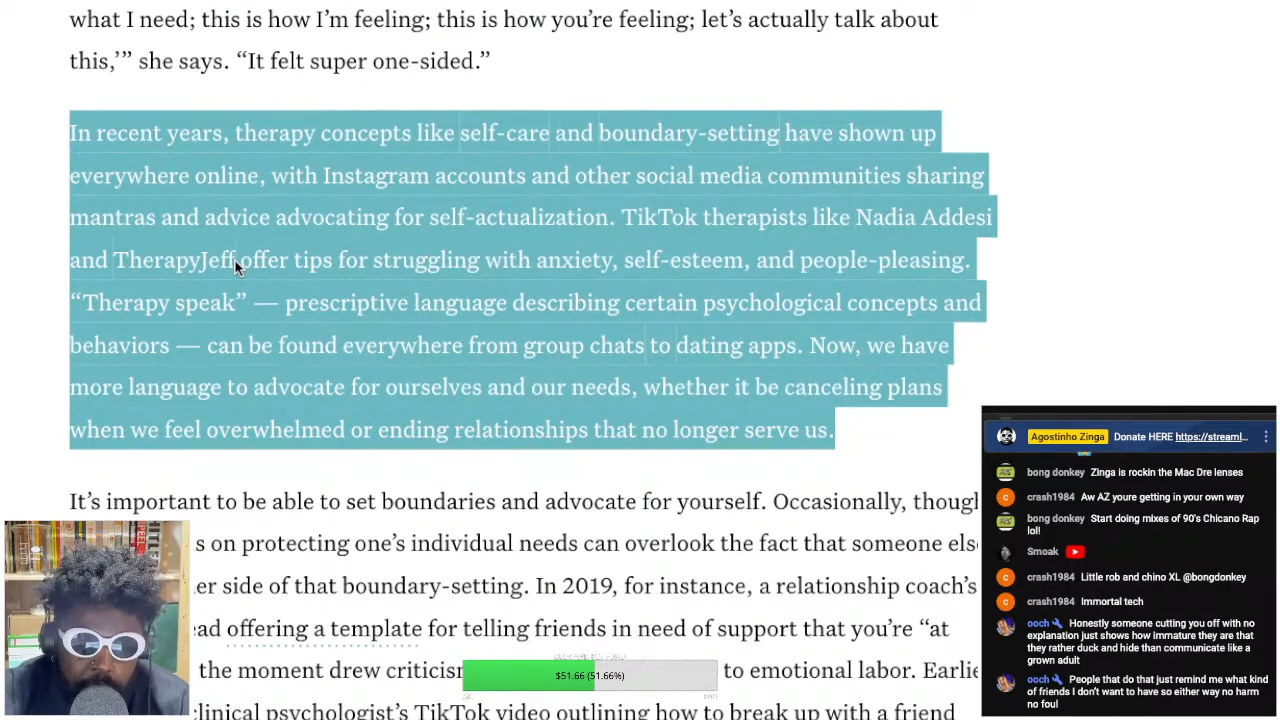 what I need; this is how I’m feeling; this is how you’re feeling; let’s actually talk about
this,’” she says. “It felt super one-sided.”
In recent years, therapy concepts like self-care and boundary-setting have shown up
everywhere online, with Instagram accounts and other social media communities sharing
mantras and advice advocating for self-actualization. TikTok therapists like Nadia Addesi
and TherapyJeff offer tips for struggling with anxiety, self-esteem, and people-pleasing.
“Therapy speak” — prescriptive language describing certain psychological concepts and
behaviors — can be found everywhere from group chats to dating apps. Now, we have
more language to advocate for ourselves and our needs, whether it be canceling plans
when we feel overwhelmed or ending relationships that no longer serve us.
It’s important to be able to set boundaries and advocate for yourself. Occasionally, though
s on protecting one’s individual needs can overlook the fact that someone else
er side of that boundary-setting. In 2019, for instance, a relationship coach’s
ead offering a template for telling friends in need of support that you’re “at
the moment drew criticism to emotional labor. Earlie
clinical psychologist’s TikTok video outlining how to break up with a friend
$51.66 (51.66%)
Agostinho Zinga Donate HERE https://streaml...
bong donkey Zinga is rockin the Mac Dre lenses
crash1984 Aw AZ youre getting in your own way
bong donkey Start doing mixes of 90's Chicano Rap
lol!
Smoak
crash1984 Little rob and chino XL @bongdonkey
crash1984 Immortal tech
ooch Honestly someone cutting you off with no
explanation just shows how immature they are that
they rather duck and hide than communicate like a
grown adult
ooch People that do that just remind me what kind
of friends I don't want to have so either way no harm
no foul